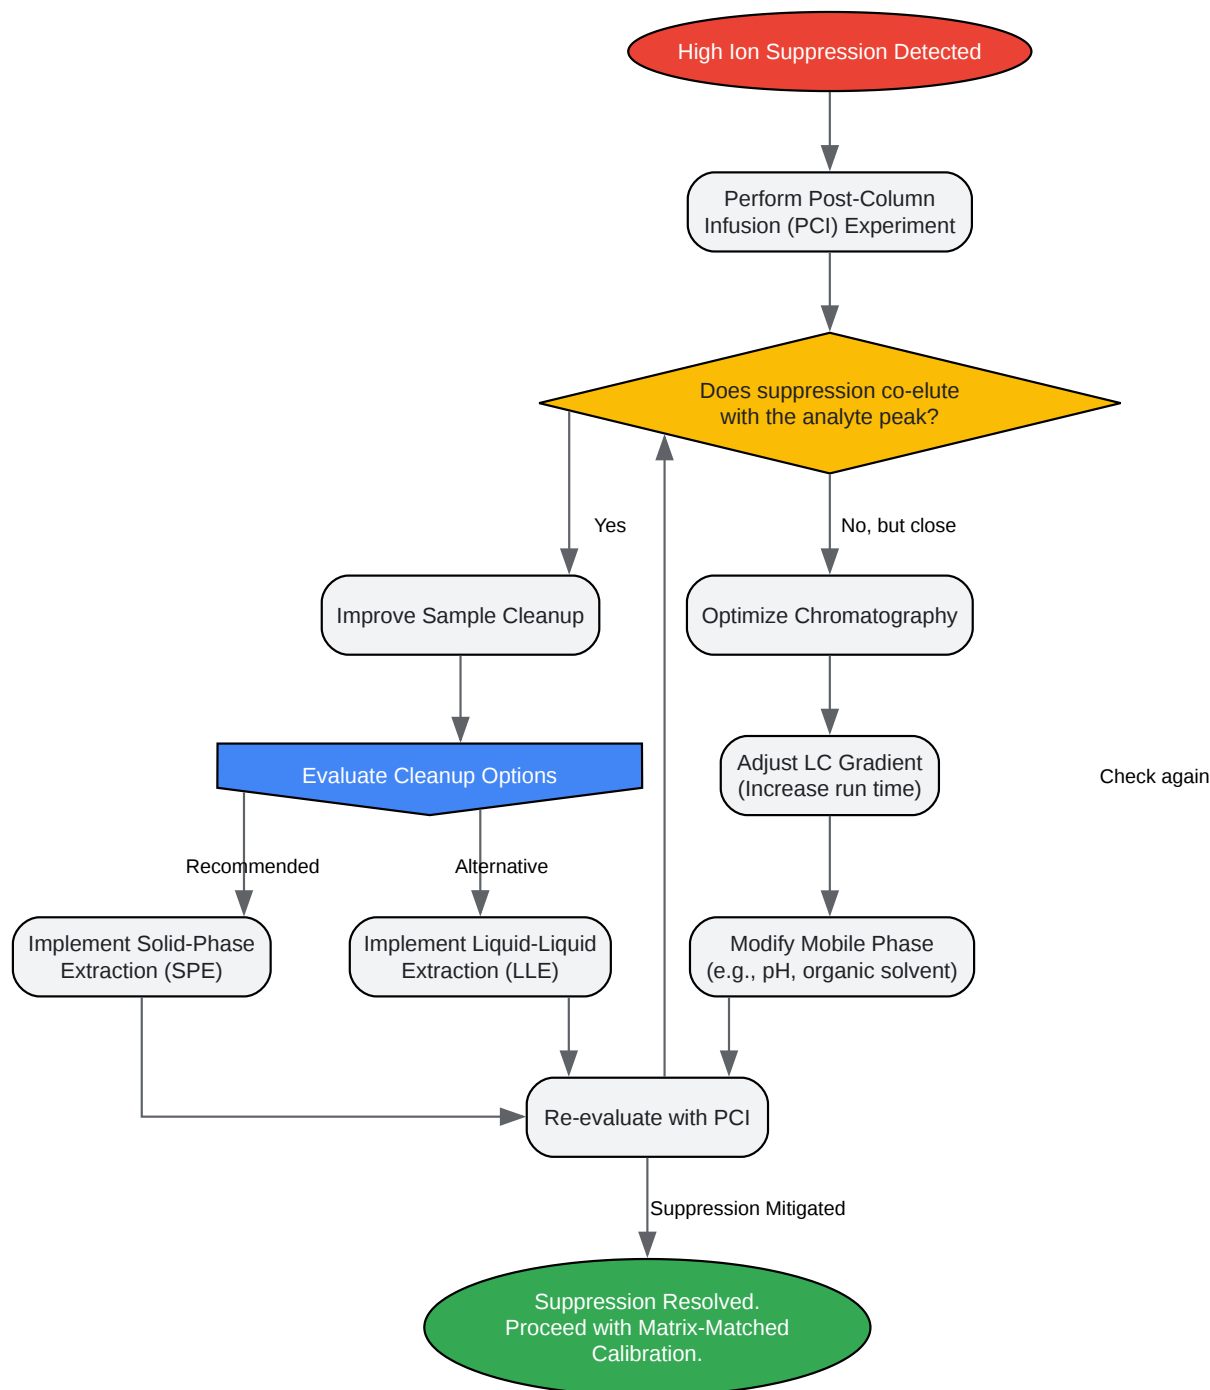 High Ion Suppression Detected
Perform Post-Column
Infusion (PCI) Experiment
Does suppression co-elute
with the analyte peak?
Yes
No, but close
Improve Sample Cleanup
Optimize Chromatography
Evaluate Cleanup Options
Adjust LC Gradient
(Increase run time)
Check again
Recommended
Alternative
Implement Solid-Phase
Extraction (SPE)
Implement Liquid-Liquid
Extraction (LLE)
Modify Mobile Phase
(e.g., pH, organic solvent)
Re-evaluate with PCI
Suppression Mitigated
Suppression Resolved.
Proceed with Matrix-Matched
Calibration.